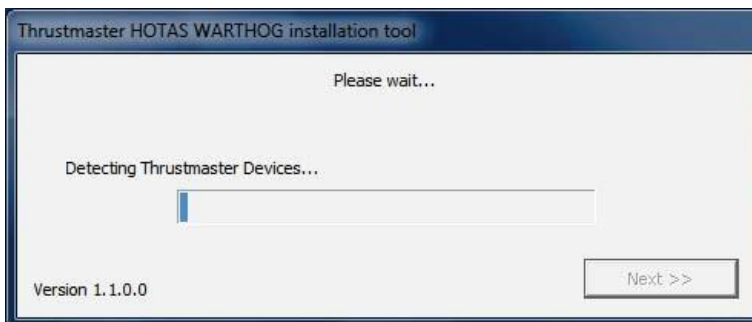 Thrustmaster HOTAS WARTHOG installation tool
Please wait...
Detecting Thrustmaster Devices...
Next >>
Version 1.1.0.0